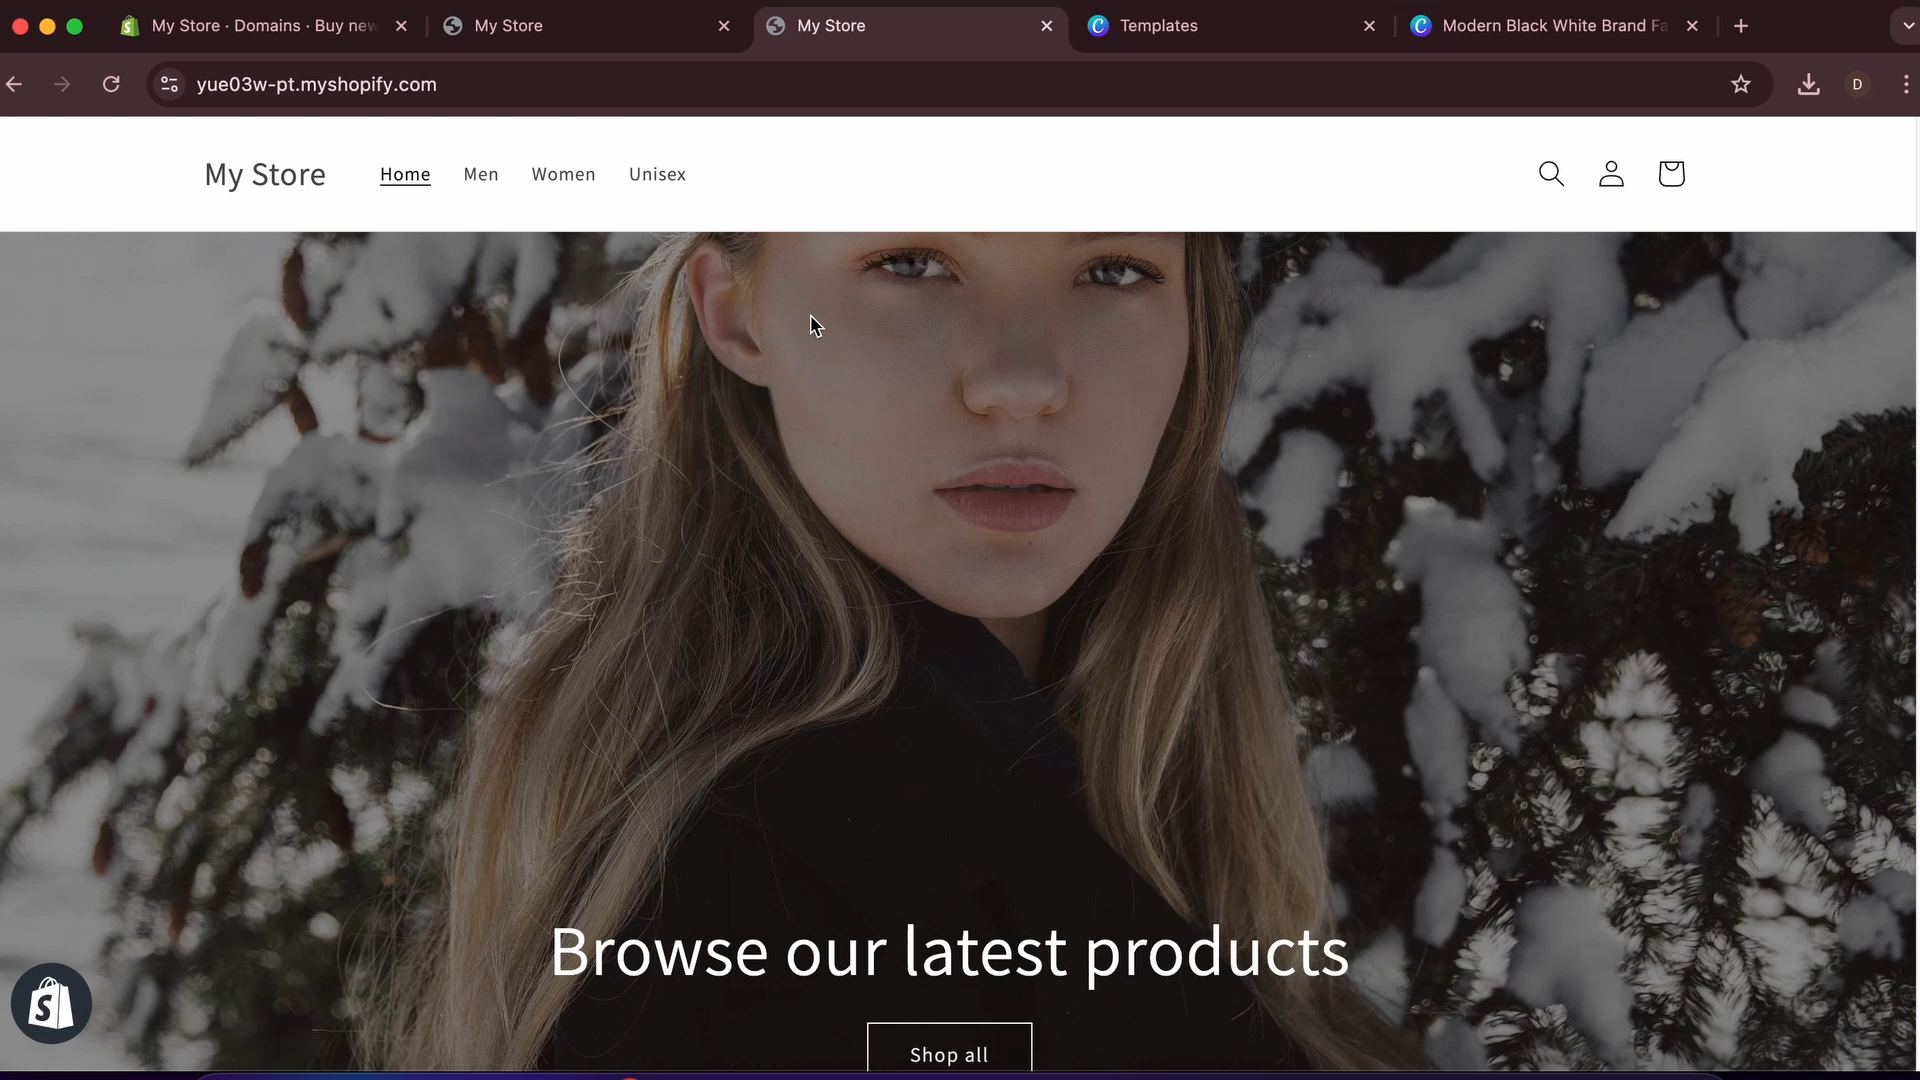 My Store · Domains · Buy new
My Store
My Store
Templates
Modern Black White Brand Fa
yue03w-pt.myshopify.com
D
My Store
Home
Men
Women
Unisex
Browse our latest products
Shop all